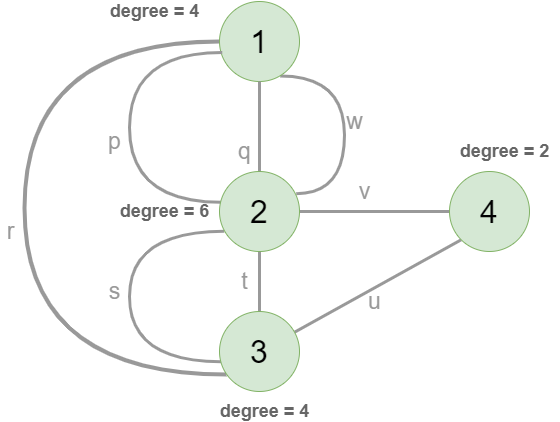 degree = 4
1
p
q
w
degree = 2
degree = 6
2
v
4
r
s
t
u
3
degree = 4